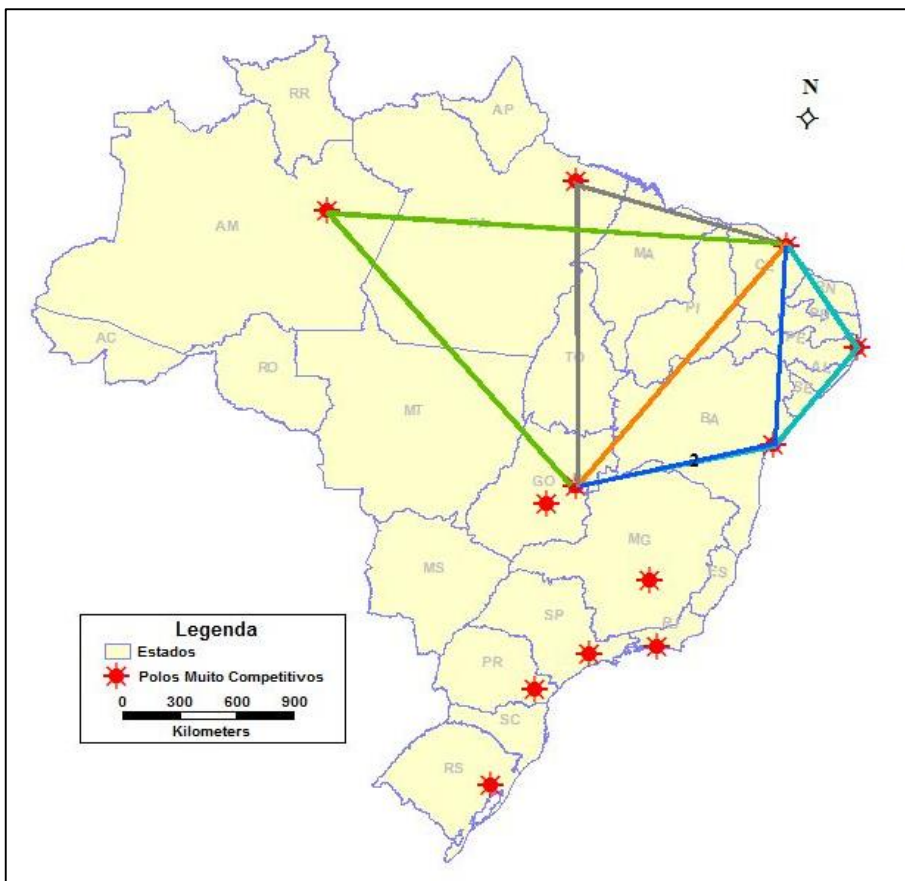 RR
AP
N
AM
PA
MA
CE
RN
PB
PI
PE
AC
TO
AL
SE
RO
MT
BA
2
GO
MG
MS
ES
SP
RJ
PR
SC
RS
Legenda
Estados
Polos Muito Competitivos
0 300 600 900
Kilometers